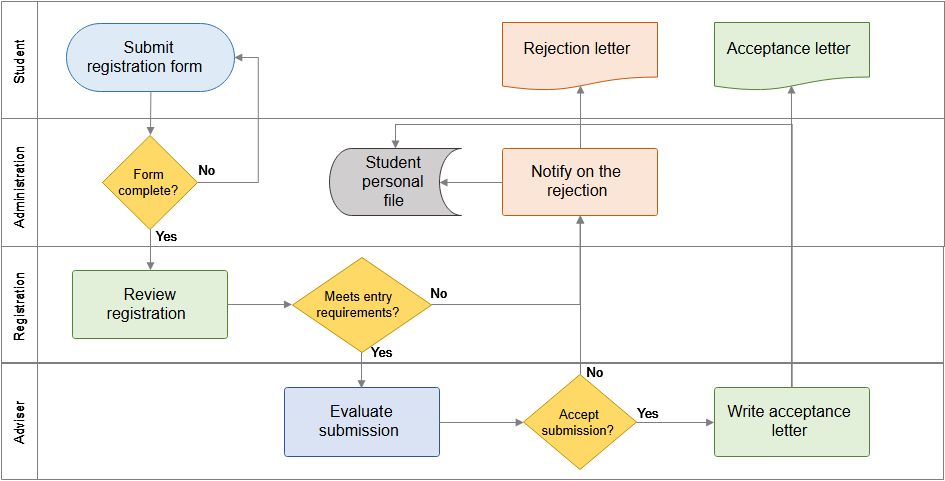 Student
Submit
registration form
Rejection letter
Acceptance letter
Administration
Form
complete?
No
Yes
Student
personal
file
Notify on the
rejection
Registration
Review
registration
Meets entry
requirements?
No
Yes
Adviser
Evaluate
submission
Accept
submission?
No
Yes
Write acceptance
letter